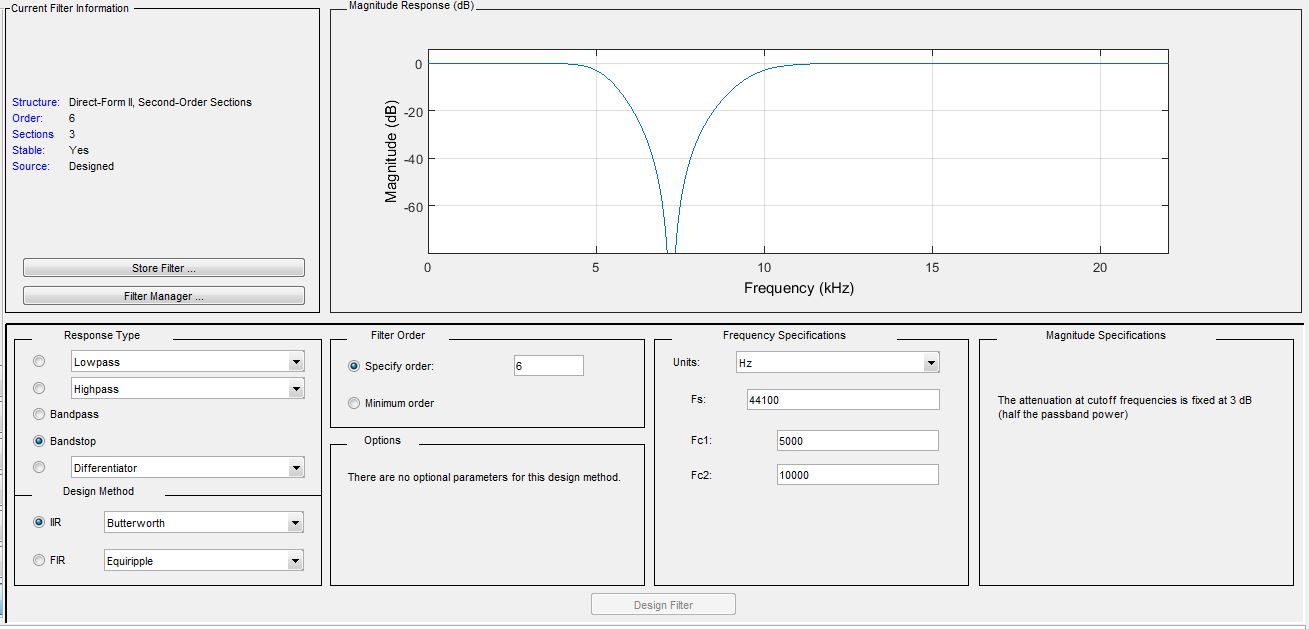 Current Filter Information
Structure: Direct-Form II, Second-Order Sections
Order: 6
Sections 3
Stable: Yes
Source: Designed
Store Filter ...
Filter Manager ...
Magnitude Response (dB)
0
-20
-40
-60
Magnitude (dB)
0 5 10 15 20
Frequency (kHz)
Response Type
Lowpass
Highpass
Bandpass
Bandstop
Differentiator
Design Method
IIR Butterworth
FIR Equiripple
Filter Order
Specify order: 6
Minimum order
Options
There are no optional parameters for this design method.
Frequency Specifications
Units: Hz
Fs: 44100
Fc1: 5000
Fc2: 10000
Magnitude Specifications
The attenuation at cutoff frequencies is fixed at 3 dB
(half the passband power)
Design Filter